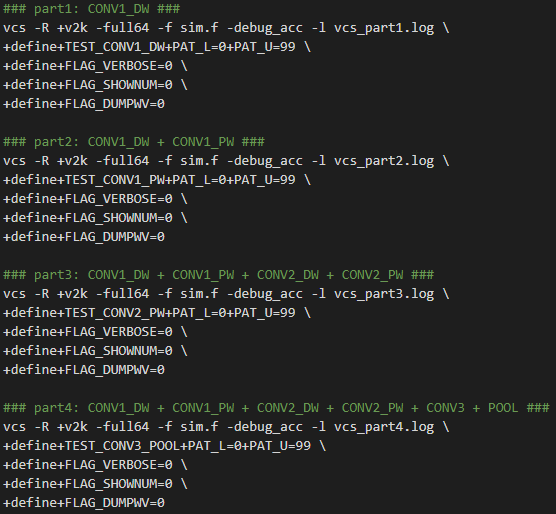 ### part1: CONV1_DW ###
vcs -R +v2k -full64 -f sim.f -debug_acc -l vcs_part1.log \
+define+TEST_CONV1_DW+PAT_L=0+PAT_U=99 \
+define+FLAG_VERBOSE=0 \
+define+FLAG_SHOWNUM=0 \
+define+FLAG_DUMPWV=0
### part2: CONV1_DW + CONV1_PW ###
vcs -R +v2k -full64 -f sim.f -debug_acc -l vcs_part2.log \
+define+TEST_CONV1_PW+PAT_L=0+PAT_U=99 \
+define+FLAG_VERBOSE=0 \
+define+FLAG_SHOWNUM=0 \
+define+FLAG_DUMPWV=0
### part3: CONV1_DW + CONV1_PW + CONV2_DW + CONV2_PW ###
vcs -R +v2k -full64 -f sim.f -debug_acc -l vcs_part3.log \
+define+TEST_CONV2_PW+PAT_L=0+PAT_U=99 \
+define+FLAG_VERBOSE=0 \
+define+FLAG_SHOWNUM=0 \
+define+FLAG_DUMPWV=0
### part4: CONV1_DW + CONV1_PW + CONV2_DW + CONV2_PW + CONV3 + POOL ###
vcs -R +v2k -full64 -f sim.f -debug_acc -l vcs_part4.log \
+define+TEST_CONV3_POOL+PAT_L=0+PAT_U=99 \
+define+FLAG_VERBOSE=0 \
+define+FLAG_SHOWNUM=0 \
+define+FLAG_DUMPWV=0